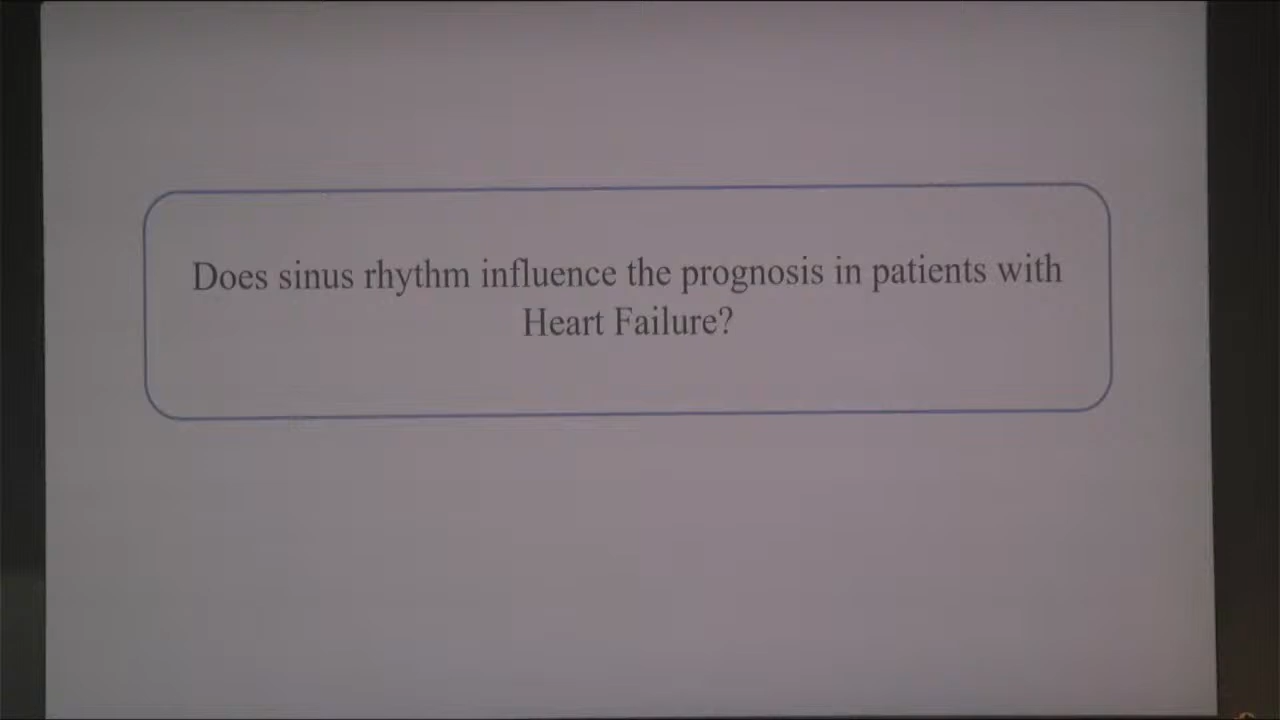 Does sinus rhythm influence the prognosis in patients with
Heart Failure?